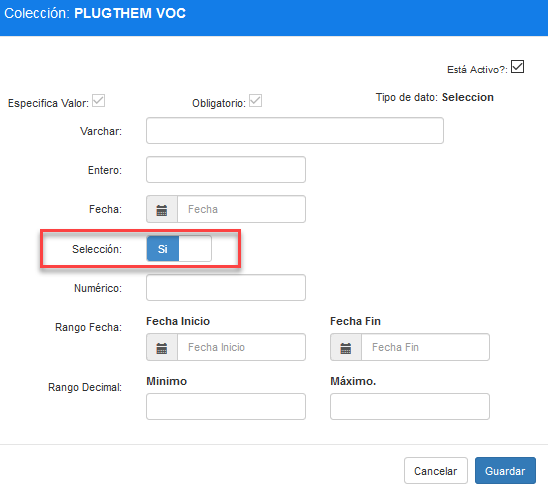 Colección: PLUGTHEM VOC
Está Activo?:
Especifica Valor:
Obligatorio:
Tipo de dato: Seleccion
Varchar:
Entero:
Fecha:
Fecha
Selección:
Si
Numérico:
Rango Fecha:
Fecha Inicio
Fecha Fin
Fecha Inicio
Fecha Fin
Rango Decimal:
Minimo
Máximo.
Cancelar
Guardar